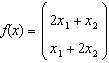 f(x) = ( 2x₁ + x₂
x₁ + 2x₂ )